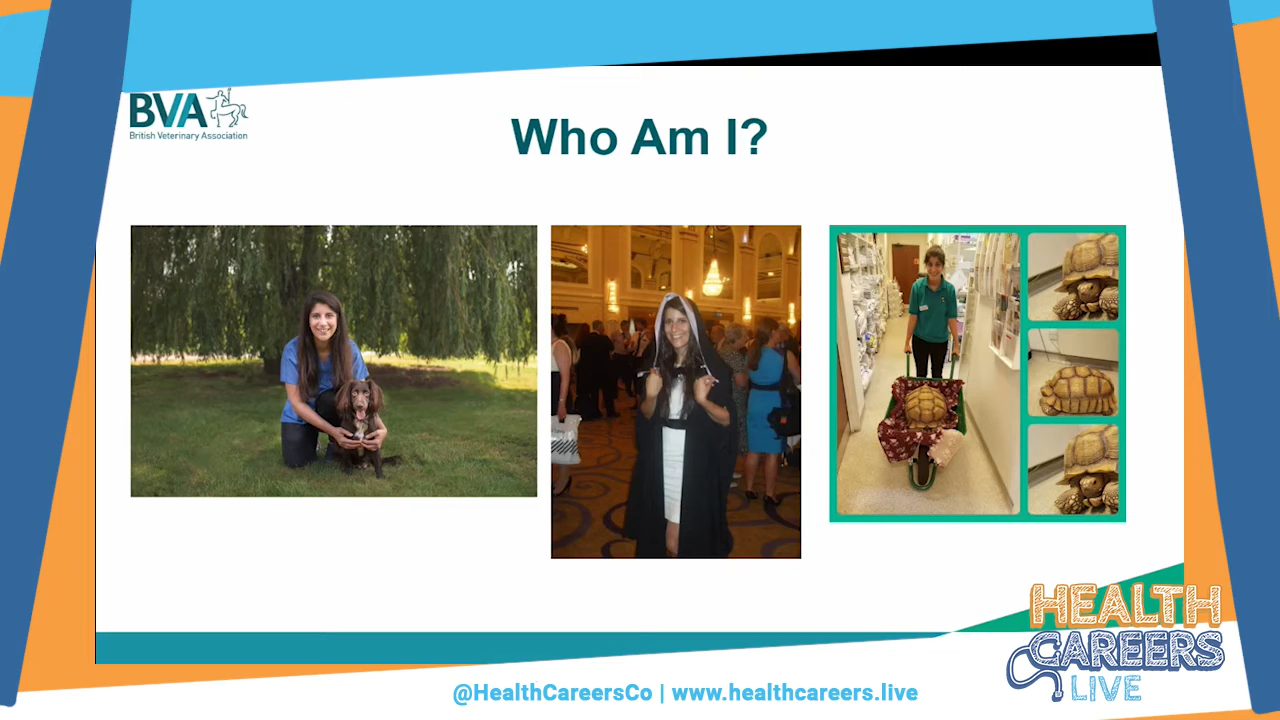 BVA
British Veterinary Association
Who Am I?
HEALTH
CAREERS
LIVE
@HealthCareersCo | www.healthcareers.live